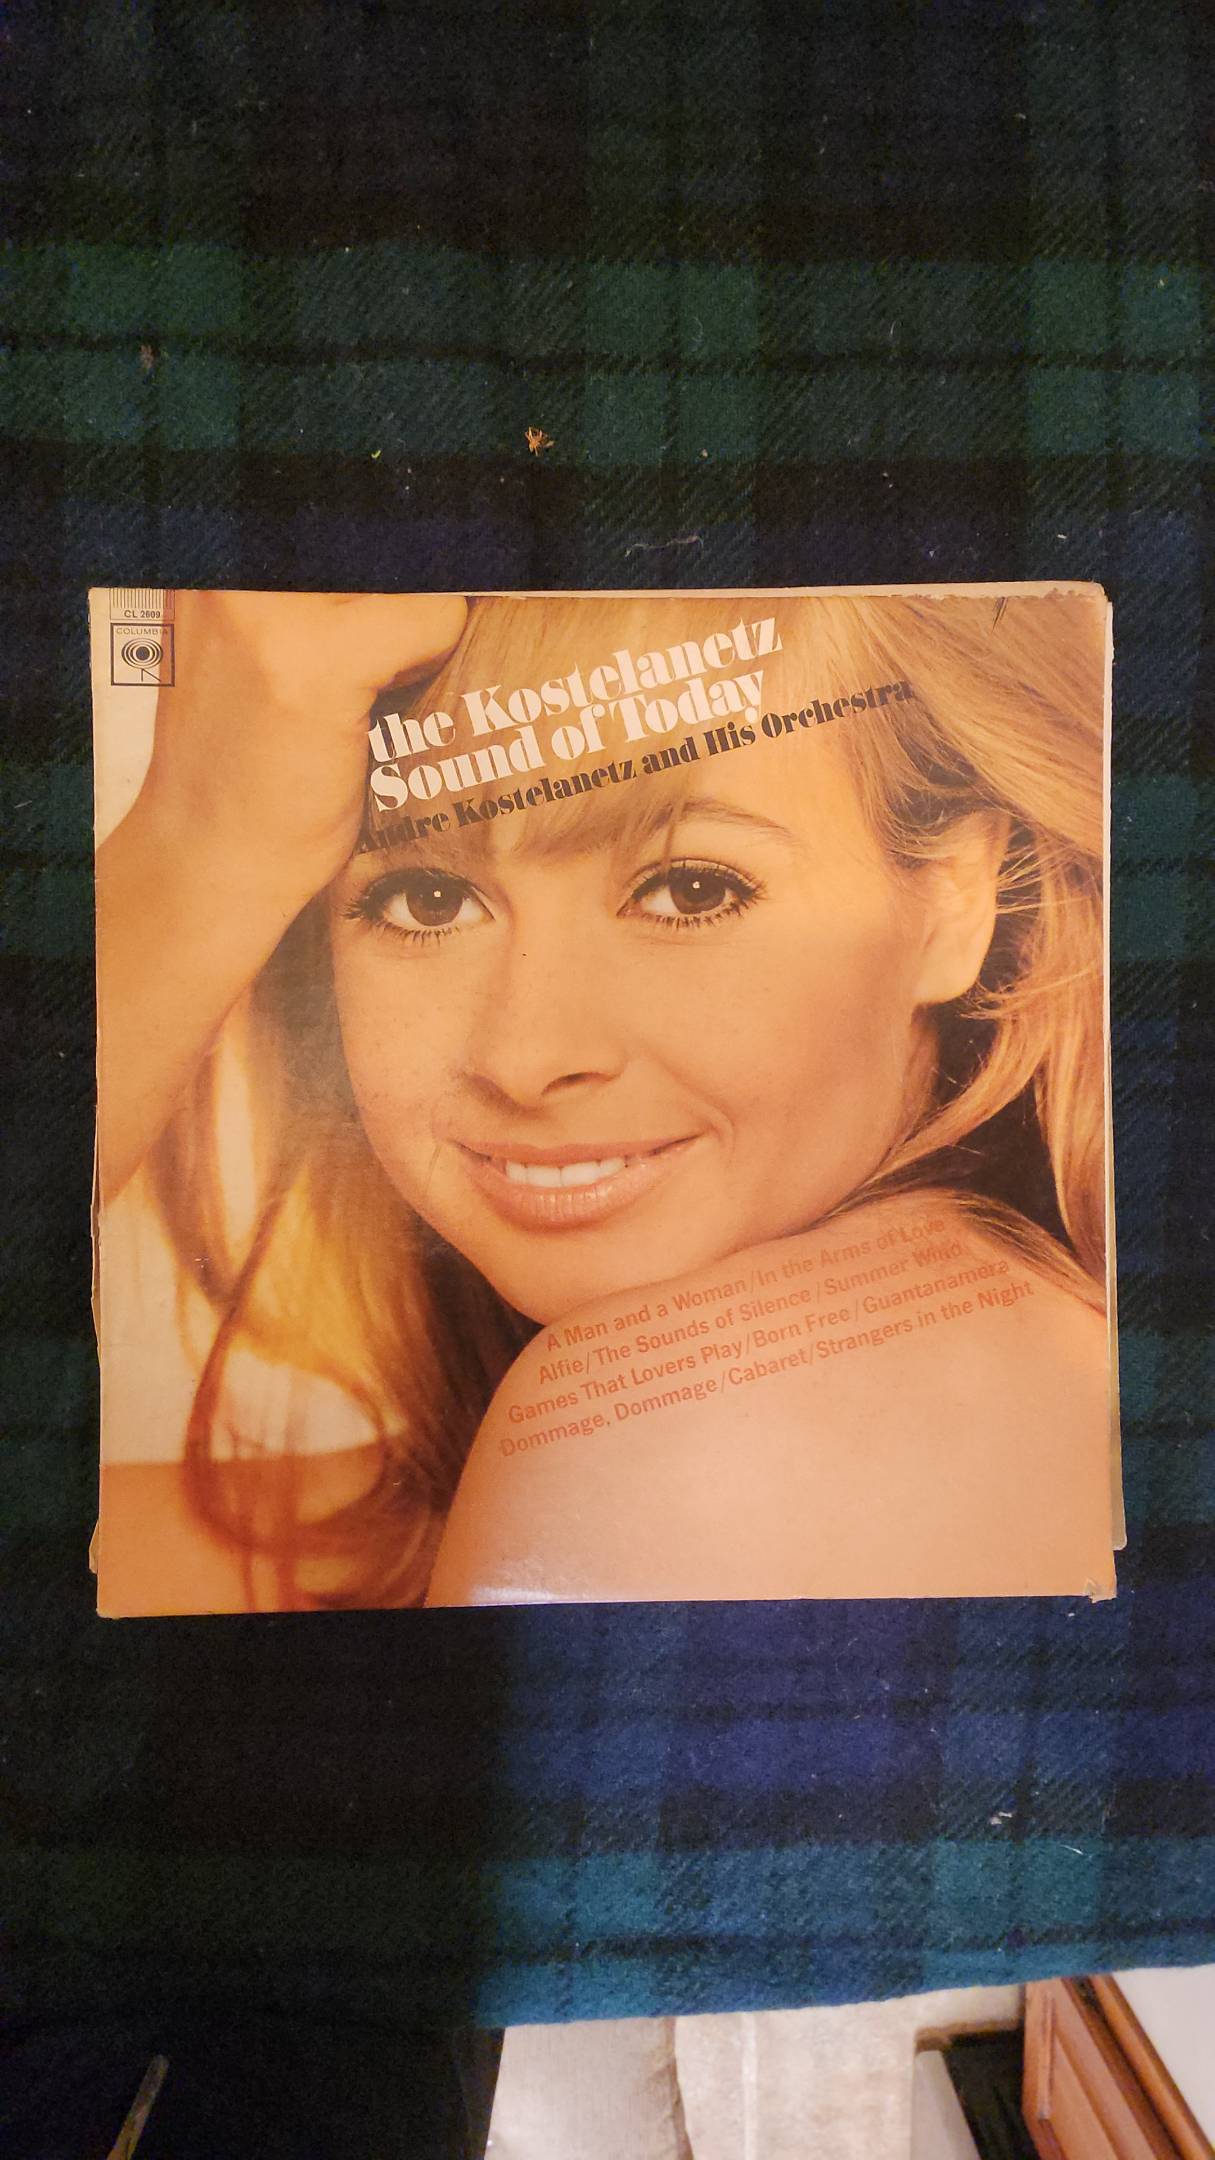 CL 2609
COLUMBIA
the Kostelanetz
Sound of Today
Andre Kostelanetz and His Orchestra
A Man and a Woman/In the Arms of Love
Alfie/The Sounds of Silence/Summer Wind
Games That Lovers Play/Born Free/Guantanamera
Dommage, Dommage/Cabaret/Strangers in the Night